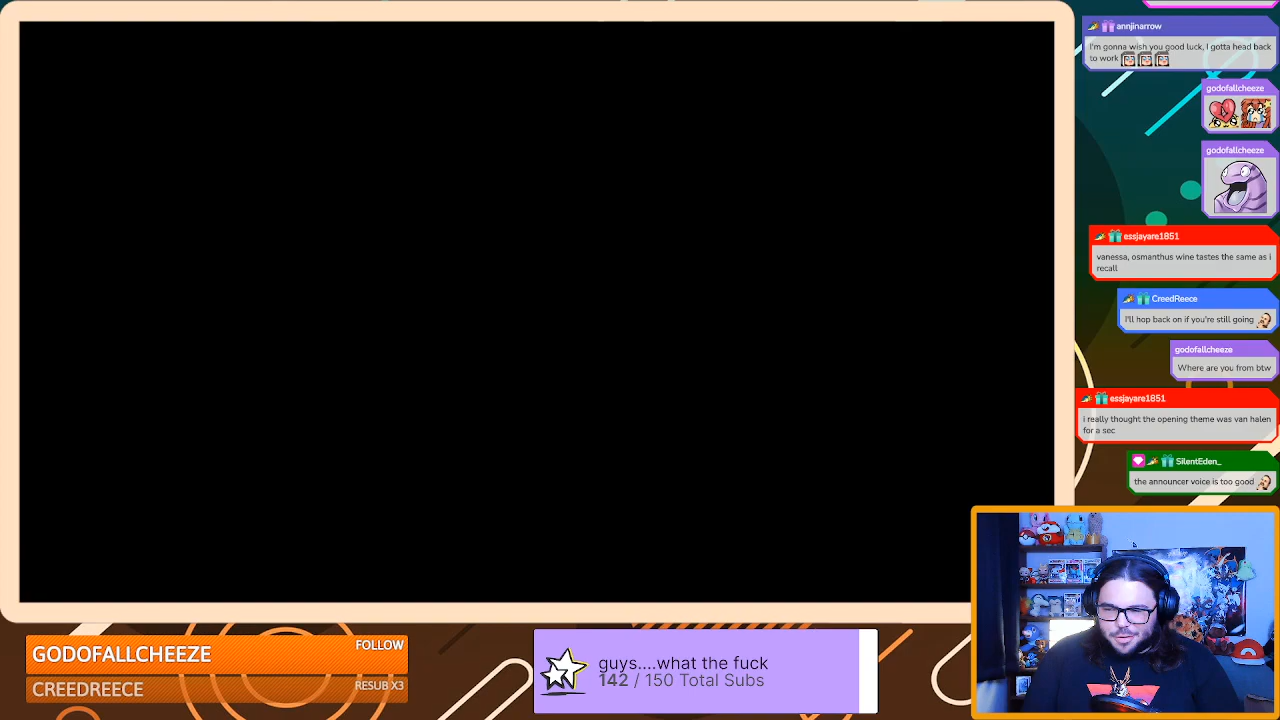 annjinarrow
I'm gonna wish you good luck, I gotta head back
to work
godofallcheeze
godofallcheeze
essjayare1851
vanessa, osmanthus wine tastes the same as i
recall
CreedReece
I'll hop back on if you're still going
godofallcheeze
Where are you from btw
essjayare1851
i really thought the opening theme was van halen
for a sec
SilentEden_
the announcer voice is too good
GODOFALLCHEEZE FOLLOW
CREEDREECE RESUB X3
guys....what the fuck
142 / 150 Total Subs